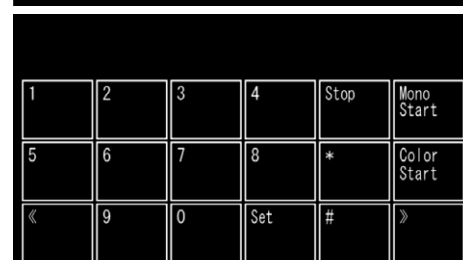 1 2 3 4 Stop Mono
Start
5 6 7 8 * Color
Start
《 9 0 Set # 》